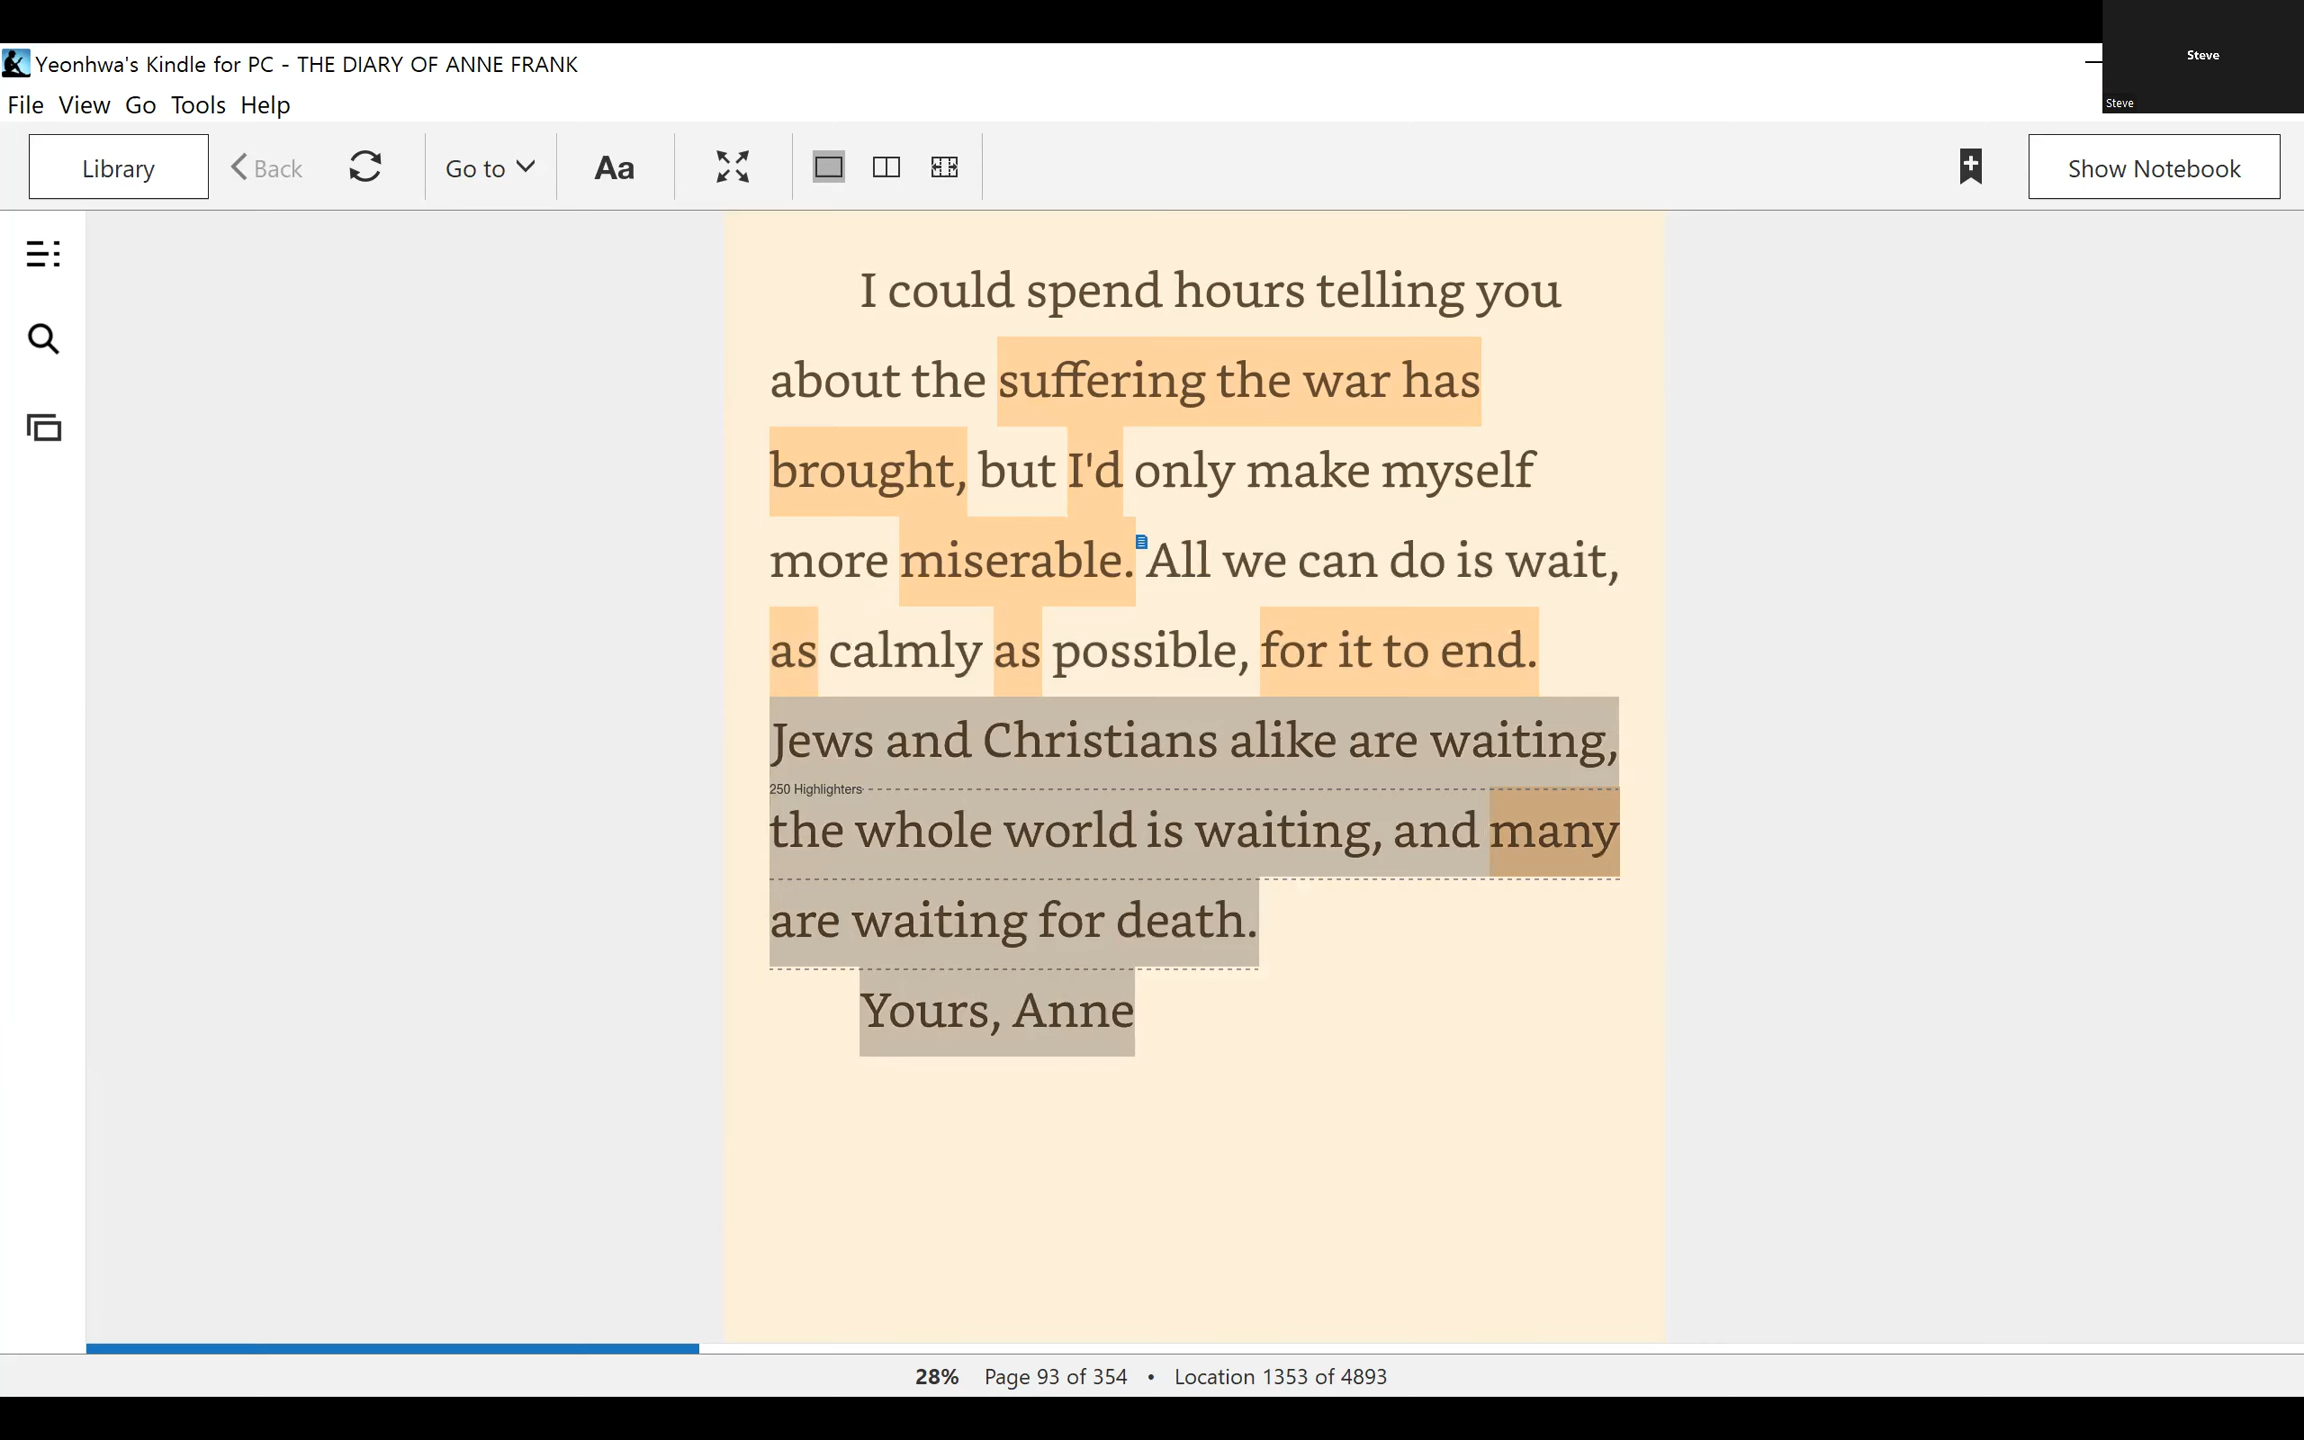 Steve
Yeonhwa's Kindle for PC - THE DIARY OF ANNE FRANK
Steve
File View Go Tools Help
Library Back Go to Aa Show Notebook
I could spend hours telling you
about the suffering the war has
brought, but I'd only make myself
more miserable. All we can do is wait,
as calmly as possible, for it to end.
Jews and Christians alike are waiting,
250 Highlighters
the whole world is waiting, and many
are waiting for death.
Yours, Anne
28% Page 93 of 354 • Location 1353 of 4893